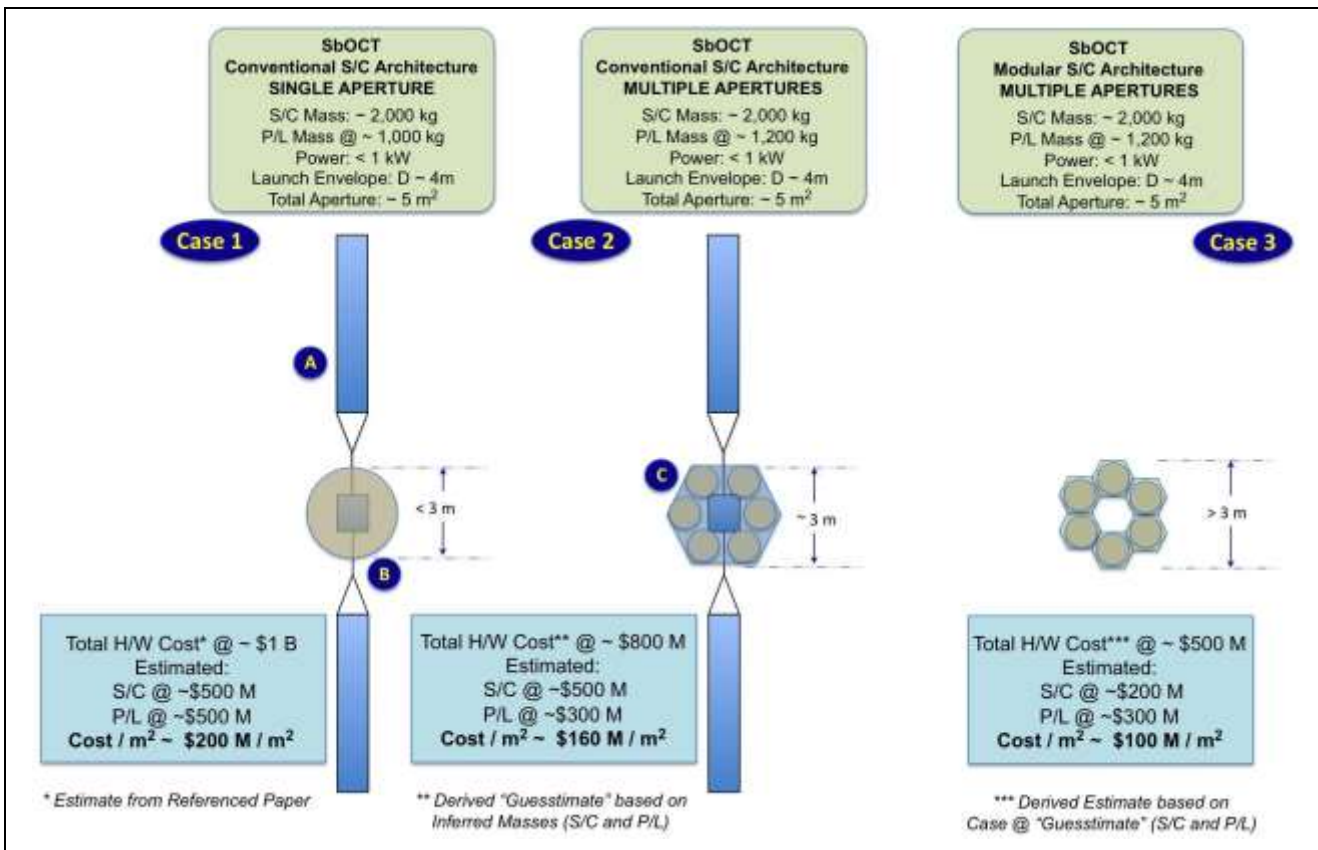 SbOCT
Conventional S/C Architecture
SINGLE APERTURE
S/C Mass: ~ 2,000 kg
P/L Mass @ ~ 1,000 kg
Power: < 1 kW
Launch Envelope: D ~ 4m
Total Aperture: ~ 5 m²
Case 1
SbOCT
Conventional S/C Architecture
MULTIPLE APERTURES
S/C Mass: ~ 2,000 kg
P/L Mass @ ~ 1,200 kg
Power: < 1 kW
Launch Envelope: D ~ 4m
Total Aperture: ~ 5 m²
Case 2
SbOCT
Modular S/C Architecture
MULTIPLE APERTURES
S/C Mass: ~ 2,000 kg
P/L Mass @ ~ 1,200 kg
Power: < 1 kW
Launch Envelope: D ~ 4m
Total Aperture: ~ 5 m²
Case 3
A
< 3 m
B
C
~ 3 m
> 3 m
Total H/W Cost* @ ~ $1 B
Estimated:
S/C @ ~$500 M
P/L @ ~$500 M
Cost / m² ~ $200 M / m²
* Estimate from Referenced Paper
Total H/W Cost** @ ~ $800 M
Estimated:
S/C @ ~$500 M
P/L @ ~$300 M
Cost / m² ~ $160 M / m²
** Derived "Guesstimate" based on
Inferred Masses (S/C and P/L)
Total H/W Cost*** @ ~ $500 M
Estimated:
S/C @ ~$200 M
P/L @ ~$300 M
Cost / m² ~ $100 M / m²
*** Derived Estimate based on
Case @ "Guesstimate" (S/C and P/L)